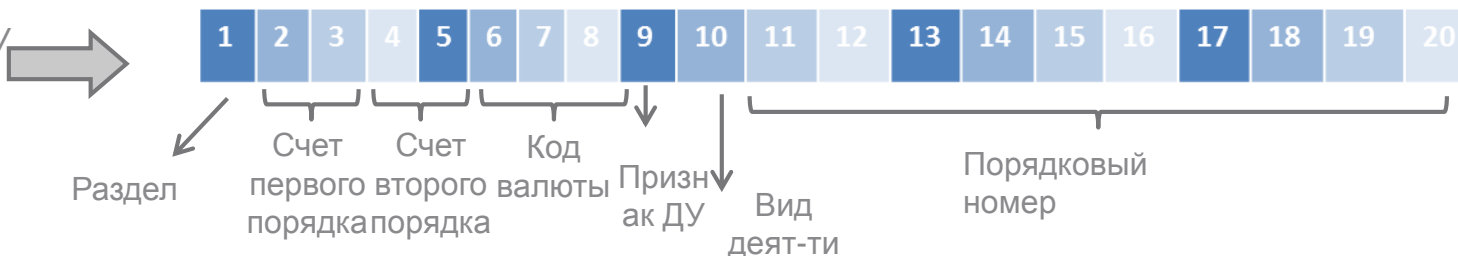 1 2 3 4 5 6 7 8 9 10 11 12 13 14 15 16 17 18 19 20
Раздел
Счет
первого
порядка
Счет
второго
порядка
Код
валюты
Призн
ак ДУ
Вид
деят-ти
Порядковый
номер